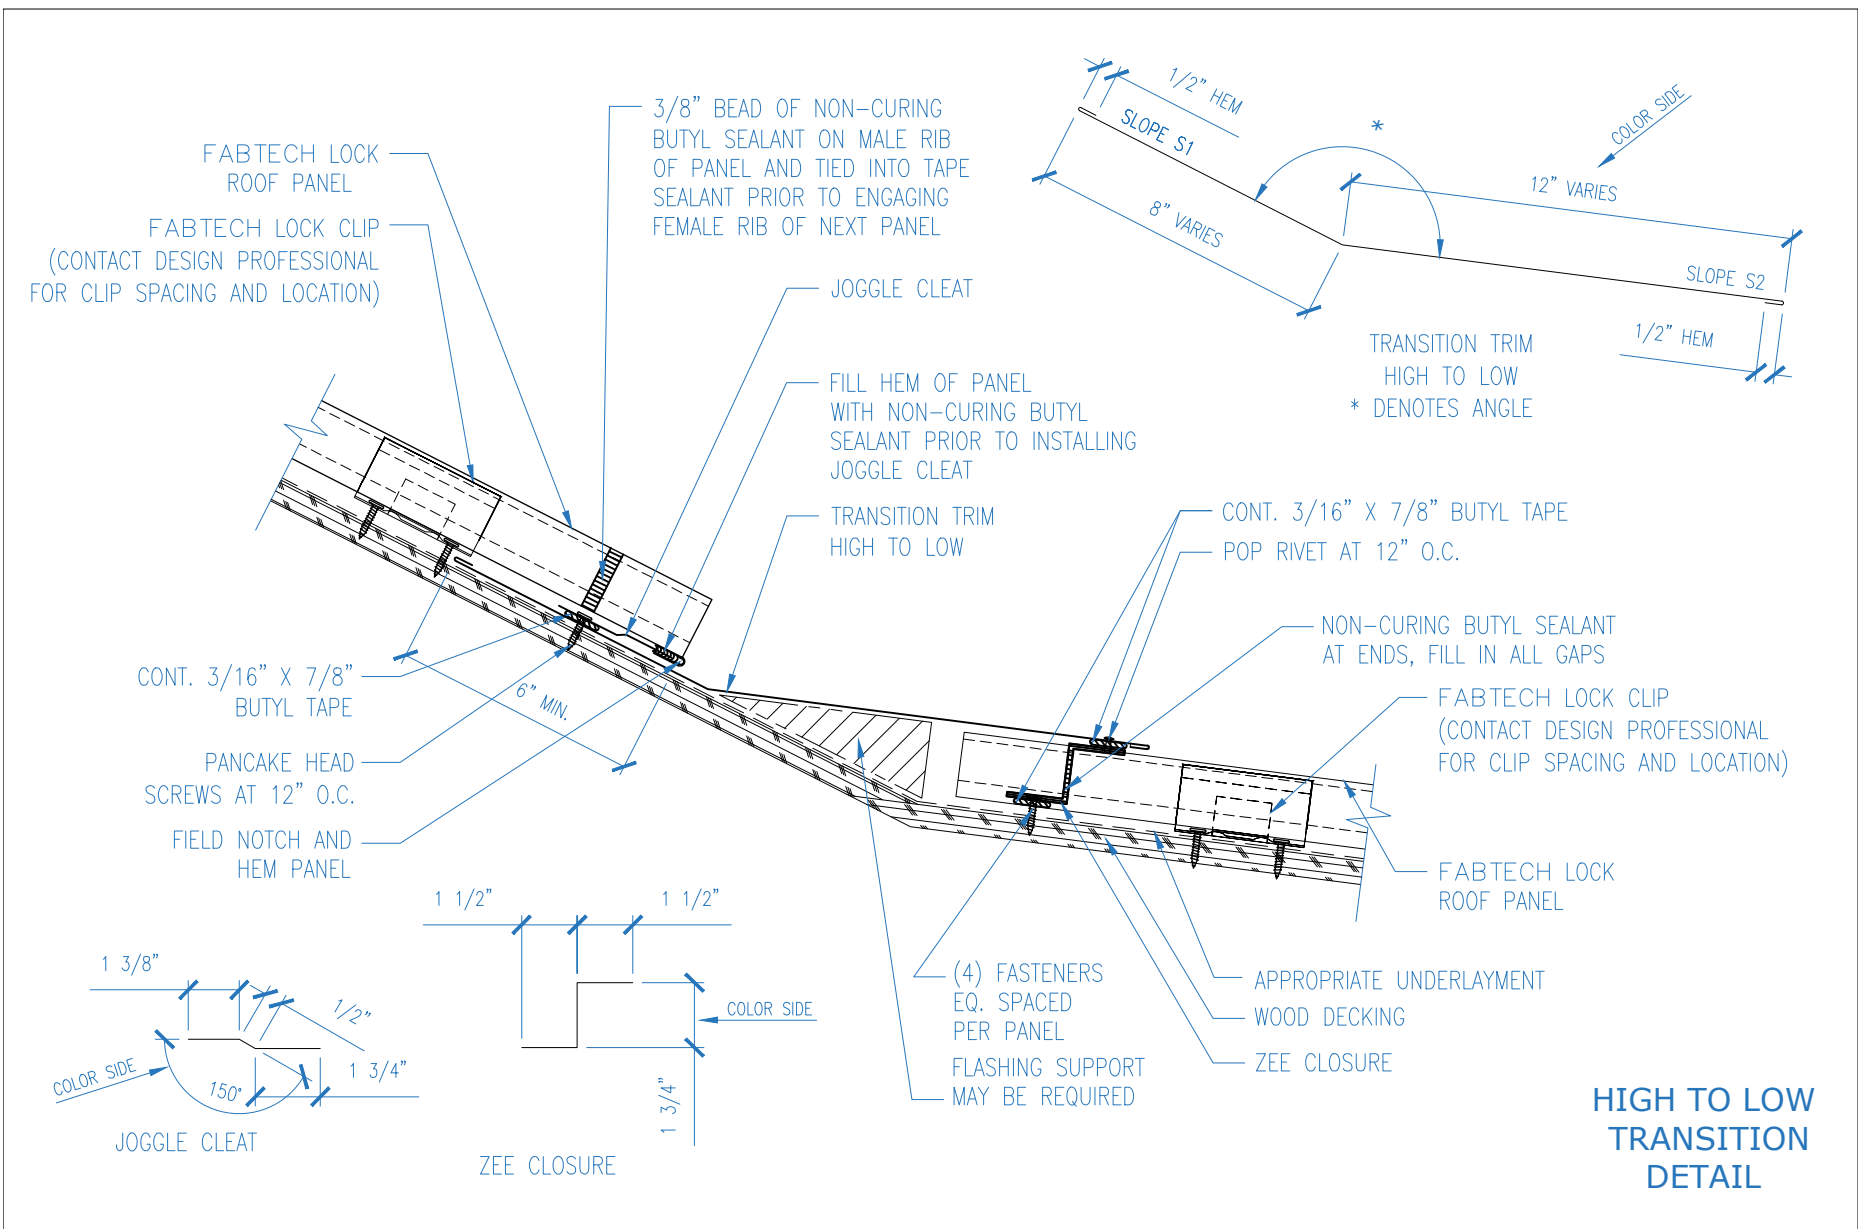 3/8” BEAD OF NON-CURING
BUTYL SEALANT ON MALE RIB
OF PANEL AND TIED INTO TAPE
SEALANT PRIOR TO ENGAGING
FEMALE RIB OF NEXT PANEL
FABTECH LOCK
ROOF PANEL
FABTECH LOCK CLIP
(CONTACT DESIGN PROFESSIONAL
FOR CLIP SPACING AND LOCATION)
JOGGLE CLEAT
FILL HEM OF PANEL
WITH NON-CURING BUTYL
SEALANT PRIOR TO INSTALLING
JOGGLE CLEAT
TRANSITION TRIM
HIGH TO LOW
1/2” HEM
SLOPE S1
*
COLOR SIDE
12” VARIES
8” VARIES
SLOPE S2
1/2” HEM
TRANSITION TRIM
HIGH TO LOW
* DENOTES ANGLE
CONT. 3/16” X 7/8” BUTYL TAPE
POP RIVET AT 12” O.C.
NON-CURING BUTYL SEALANT
AT ENDS, FILL IN ALL GAPS
FABTECH LOCK CLIP
(CONTACT DESIGN PROFESSIONAL
FOR CLIP SPACING AND LOCATION)
FABTECH LOCK
ROOF PANEL
CONT. 3/16” X 7/8”
BUTYL TAPE
6” MIN.
PANCAKE HEAD
SCREWS AT 12” O.C.
FIELD NOTCH AND
HEM PANEL
(4) FASTENERS
EQ. SPACED
PER PANEL
FLASHING SUPPORT
MAY BE REQUIRED
APPROPRIATE UNDERLAYMENT
WOOD DECKING
ZEE CLOSURE
1 3/8”
1/2”
1 3/4”
COLOR SIDE
150°
JOGGLE CLEAT
1 1/2”
1 1/2”
COLOR SIDE
1 3/4”
ZEE CLOSURE
HIGH TO LOW
TRANSITION
DETAIL